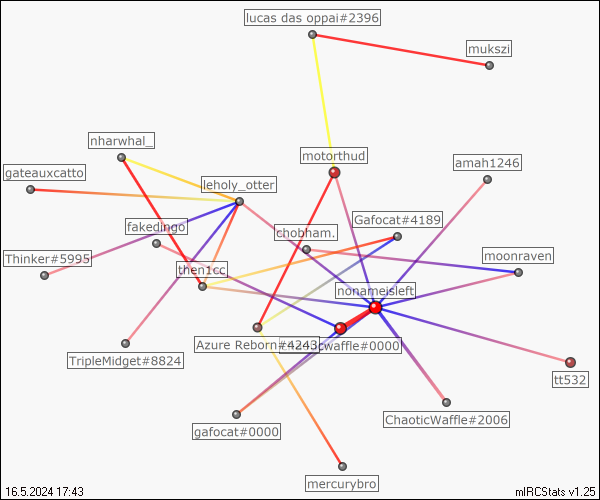 lucas das oppai#2396
mukszi
nharwhal_
motorthud
amah1246
gateauxcatto
leholy_otter
Gafocat#4189
fakedingo
chobham.
Thinker#5995
moonraven
then1cc
nonameisleft
Azure Reborn#4243
cwaffle#0000
TripleMidget#8824
tt532
ChaoticWaffle#2006
gafocat#0000
mercurybro
16.5.2024 17:43
mIRCStats v1.25